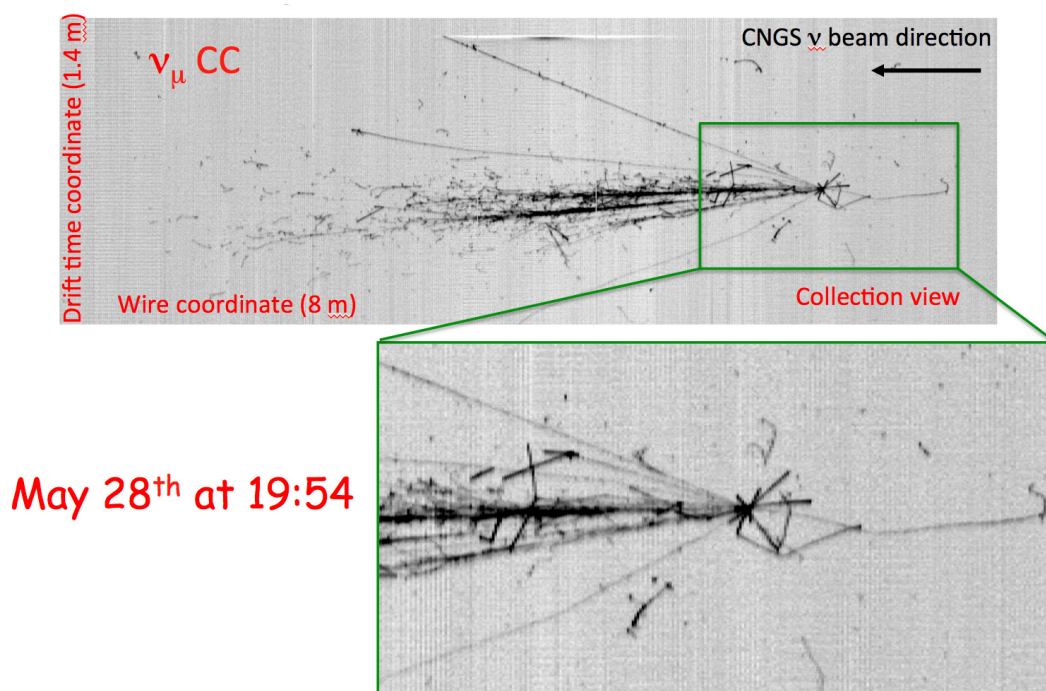 Drift time coordinate (1.4 m)
νμ CC
CNGS ν beam direction
Wire coordinate (8 m)
Collection view
May 28th at 19:54